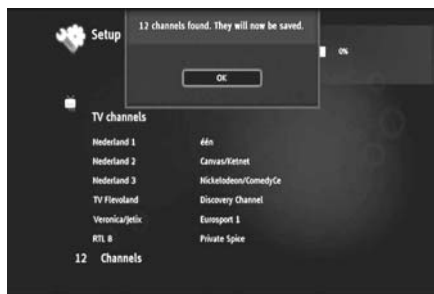 12 channels found. They will now be saved.
Setup
0%
OK
TV channels
Nederland 1 één
Nederland 2 Canvas/Ketnet
Nederland 3 Nickelodeon/ComedyCe
TV Flevoland Discovery Channel
Veronica/Jetix Eurosport 1
RTL 8 Private Spice
12 Channels